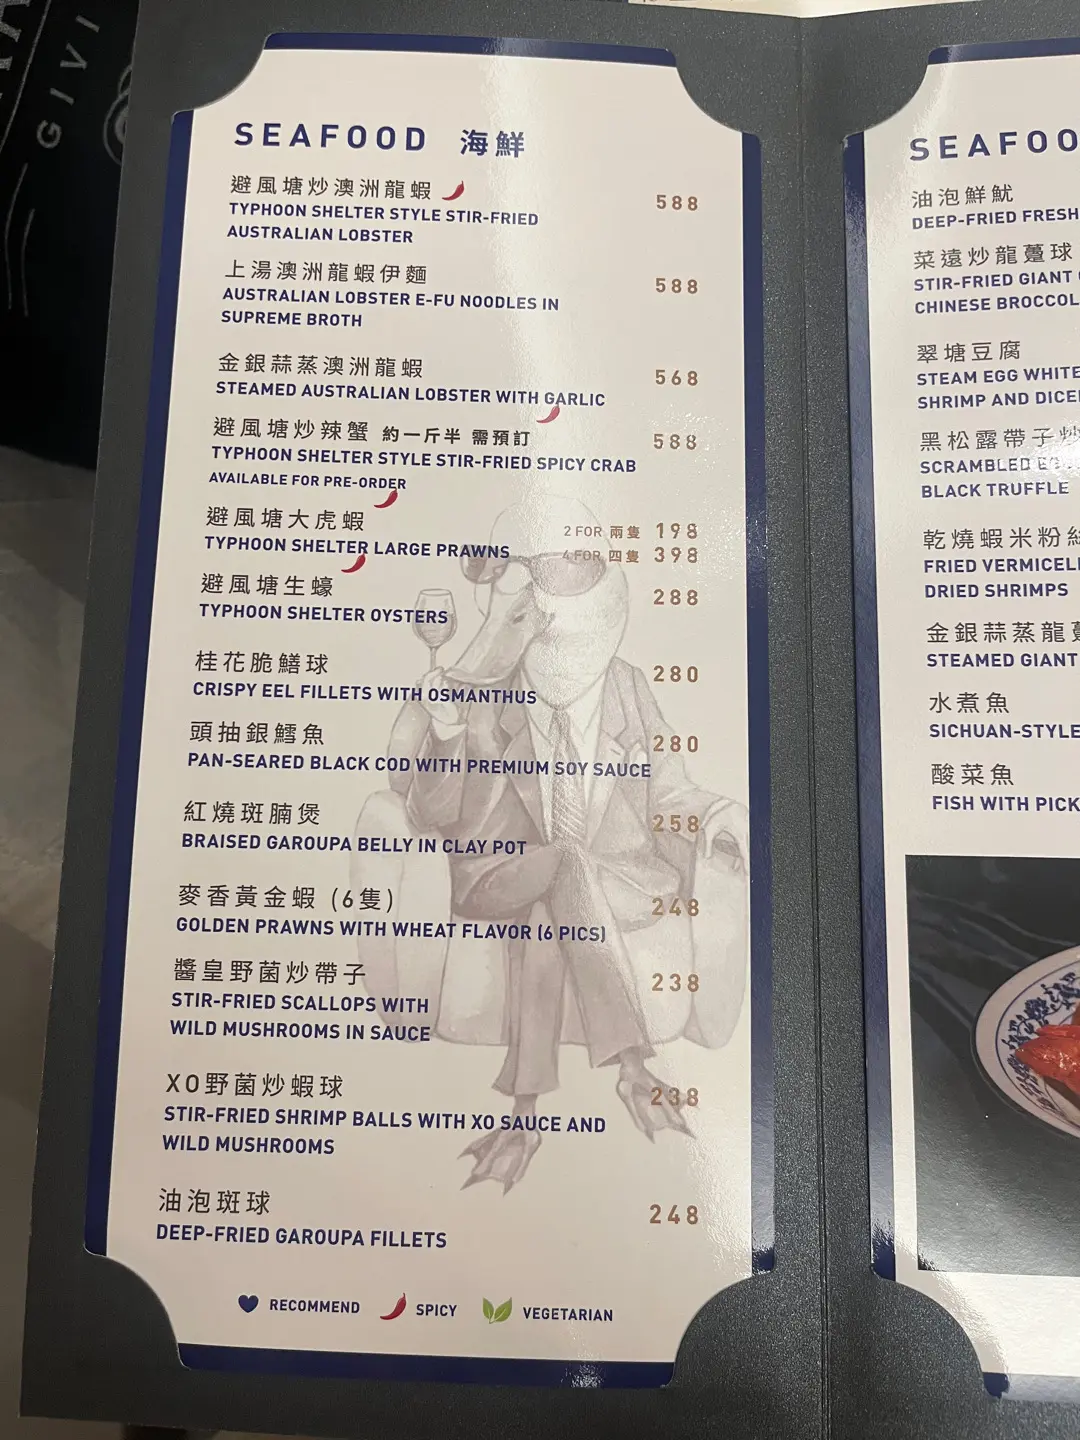 GIVI
SEAFOOD 海鮮
避風塘炒澳洲龍蝦
588
TYPHOON SHELTER STYLE STIR-FRIED
AUSTRALIAN LOBSTER
上湯澳洲龍蝦伊麵
588
AUSTRALIAN LOBSTER E-FU NOODLES IN
SUPREME BROTH
金銀蒜蒸澳洲龍蝦
568
STEAMED AUSTRALIAN LOBSTER WITH GARLIC
避風塘炒辣蟹 約一斤半 需預訂
588
TYPHOON SHELTER STYLE STIR-FRIED SPICY CRAB
AVAILABLE FOR PRE-ORDER
避風塘大虎蝦
2 FOR 兩隻 198
TYPHOON SHELTER LARGE PRAWNS
4 FOR 四隻 398
避風塘生蠔
288
TYPHOON SHELTER OYSTERS
桂花脆鱔球
280
CRISPY EEL FILLETS WITH OSMANTHUS
頭抽銀鱈魚
280
PAN-SEARED BLACK COD WITH PREMIUM SOY SAUCE
紅燒斑腩煲
258
BRAISED GAROUPA BELLY IN CLAY POT
麥香黃金蝦 (6隻)
248
GOLDEN PRAWNS WITH WHEAT FLAVOR (6 PICS)
醬皇野菌炒帶子
238
STIR-FRIED SCALLOPS WITH
WILD MUSHROOMS IN SAUCE
XO野菌炒蝦球
238
STIR-FRIED SHRIMP BALLS WITH XO SAUCE AND
WILD MUSHROOMS
油泡斑球
248
DEEP-FRIED GAROUPA FILLETS
RECOMMEND SPICY VEGETARIAN
SEAFOO
油泡鮮魷
DEEP-FRIED FRESH
菜遠炒龍躉球
STIR-FRIED GIANT
CHINESE BROCCOL
翠塘豆腐
STEAM EGG WHITE
SHRIMP AND DICE
黑松露帶子炒
SCRAMBLED
BLACK TRUFFLE
乾燒蝦米粉絲
FRIED VERMICELL
DRIED SHRIMPS
金銀蒜蒸龍躉
STEAMED GIANT
水煮魚
SICHUAN-STYLE
酸菜魚
FISH WITH PICK